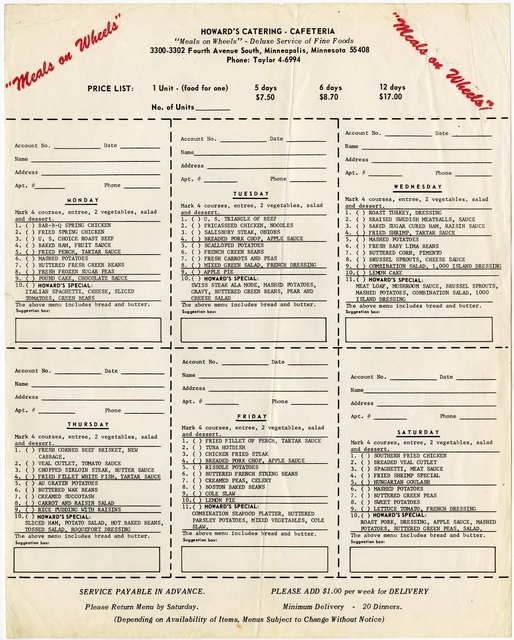 "Meals on Wheels"
HOWARD'S CATERING - CAFETERIA
"Meals on Wheels" - Deluxe Service of Fine Foods
3300-3302 Fourth Avenue South, Minneapolis, Minnesota 55408
Phone: Taylor 4-6994
"Meals on Wheels"
PRICE LIST: 1 Unit - (food for one) 5 days 6 days 12 days
$7.50 $8.70 $17.00
No. of Units
Account No. Date
Name
Address
Apt. # Phone
MONDAY
Mark 4 courses, entree, 2 vegetables, salad
and dessert.
1. ( ) BAR-B-Q SPRING CHICKEN
2. ( ) FRIED SPRING CHICKEN
3. ( ) U. S. CHOICE ROAST BEEF
4. ( ) BAKED HAM, FRUIT SAUCE
5. ( ) FRIED PERCH, TARTAR SAUCE
6. ( ) MASHED POTATOES
7. ( ) BUTTERED FRESH GREEN BEANS
8. ( ) FRESH FROZEN SUGAR PEAS
9. ( ) POUND CAKE, CHOCOLATE SAUCE
10. ( ) HOWARD'S SPECIAL:
ITALIAN SPAGHETTI, CHEESE, SLICED
TOMATOES, GREEN BEANS
The above menu includes bread and butter.
Suggestion box:
Account No. Date
Name
Address
Apt. # Phone
TUESDAY
Mark 4 courses, entree, 2 vegetables, salad
and dessert.
1. ( ) U. S. TRIANGLE OF BEEF
2. ( ) FRICASSEED CHICKEN, NOODLES
3. ( ) SALISBURY STEAK, ONIONS
4. ( ) BREADED PORK CHOP, APPLE SAUCE
5. ( ) SCALLOPED POTATOES
6. ( ) FRENCH GREEN BEANS
7. ( ) FRESH CARROTS AND PEAS
8. ( ) MIXED GREEN SALAD, FRENCH DRESSING
9. ( ) APPLE PIE
10. ( ) HOWARD'S SPECIAL:
SWISS STEAK ALA MODE, MASHED POTATOES,
GRAVY, BUTTERED GREEN BEANS, PEAR AND
CHEESE SALAD
The above menu includes bread and butter.
Suggestion box:
Account No. Date
Name
Address
Apt. # Phone
WEDNESDAY
Mark 4 courses, entree, 2 vegetables, salad
and dessert.
1. ( ) ROAST TURKEY, DRESSING
2. ( ) BRAISED SWEDISH MEATBALLS, SAUCE
3. ( ) BAKED SUGAR CURED HAM, RAISIN SAUCE
4. ( ) FRIED SHRIMP, TARTAR SAUCE
5. ( ) MASHED POTATOES
6. ( ) FRESH BABY LIMA BEANS
7. ( ) BUTTERED CORN, PIMENTO
8. ( ) BRUSSEL SPROUTS, CHEESE SAUCE
9. ( ) COMBINATION SALAD, 1,000 ISLAND DRESSING
10. ( ) LEMON CAKE
11. ( ) HOWARD'S SPECIAL:
MEAT LOAF, MUSHROOM SAUCE, BRUSSEL SPROUTS,
MASHED POTATOES, COMBINATION SALAD, 1000
ISLAND DRESSING
The above menu includes bread and butter.
Suggestion box:
Account No. Date
Name
Address
Apt. # Phone
THURSDAY
Mark 4 courses, entree, 2 vegetables, salad
and dessert.
1. ( ) FRESH CORNED BEEF BRISKET, NEW
CABBAGE,
2. ( ) VEAL CUTLET, TOMATO SAUCE
3. ( ) CHOPPED SIRLOIN STEAK, BUTTER SAUCE
4. ( ) FRIED FILLET WHITE FISH, TARTAR SAUCE
5. ( ) AU GRATIN POTATOES
6. ( ) BUTTERED WAX BEANS
7. ( ) CREAMED SUCCOTASH
8. ( ) CARROT AND RAISIN SALAD
9. ( ) RICE PUDDING WITH RAISINS
10. ( ) HOWARD'S SPECIAL:
SLICED HAM, POTATO SALAD, HOT BAKED BEANS,
TOSSED SALAD, ROQUEFORT DRESSING
The above menu includes bread and butter.
Suggestion box:
Account No. Date
Name
Address
Apt. # Phone
FRIDAY
Mark 4 courses, entree, 2 vegetables, salad
and dessert.
1. ( ) FRIED FILLET OF PERCH, TARTAR SAUCE
2. ( ) TUNA HOTDISH
3. ( ) CHICKEN FRIED STEAK
4. ( ) BREADED PORK CHOP, APPLE SAUCE
5. ( ) RISSOLE POTATOES
6. ( ) BUTTERED FRENCH STRING BEANS
7. ( ) CREAMED PEAS, CELERY
8. ( ) BOSTON BAKED BEANS
9. ( ) COLE SLAW
10. ( ) LEMON PIE
11. ( ) HOWARD'S SPECIAL:
COMBINATION SEAFOOD PLATTER, BUTTERED
PARSLEY POTATOES, MIXED VEGETABLES, COLE
SLAW,
The above menu includes bread and butter.
Suggestion box:
Account No. Date
Name
Address
Apt. # Phone
SATURDAY
Mark 4 courses, entree, 2 vegetables, salad
and dessert.
1. ( ) SOUTHERN FRIED CHICKEN
2. ( ) BREADED VEAL CUTLET
3. ( ) SPAGHETTI, MEAT SAUCE
4. ( ) FRIED SHRIMP SPECIAL
5. ( ) HUNGARIAN GOULASH
6. ( ) MASHED POTATOES
7. ( ) BUTTERED GREEN PEAS
8. ( ) SWEET POTATOES
9. ( ) LETTUCE TOMATO, FRENCH DRESSING
10. ( ) HOWARD'S SPECIAL:
ROAST PORK, DRESSING, APPLE SAUCE, MASHED
POTATOES, BUTTERED GREEN PEAS, SALAD,
The above menu includes bread and butter.
Suggestion box:
SERVICE PAYABLE IN ADVANCE. PLEASE ADD $1.00 per week for DELIVERY
Please Return Menu by Saturday. Minimum Delivery - 20 Dinners.
(Depending on Availability of Items, Menus Subject to Change Without Notice)